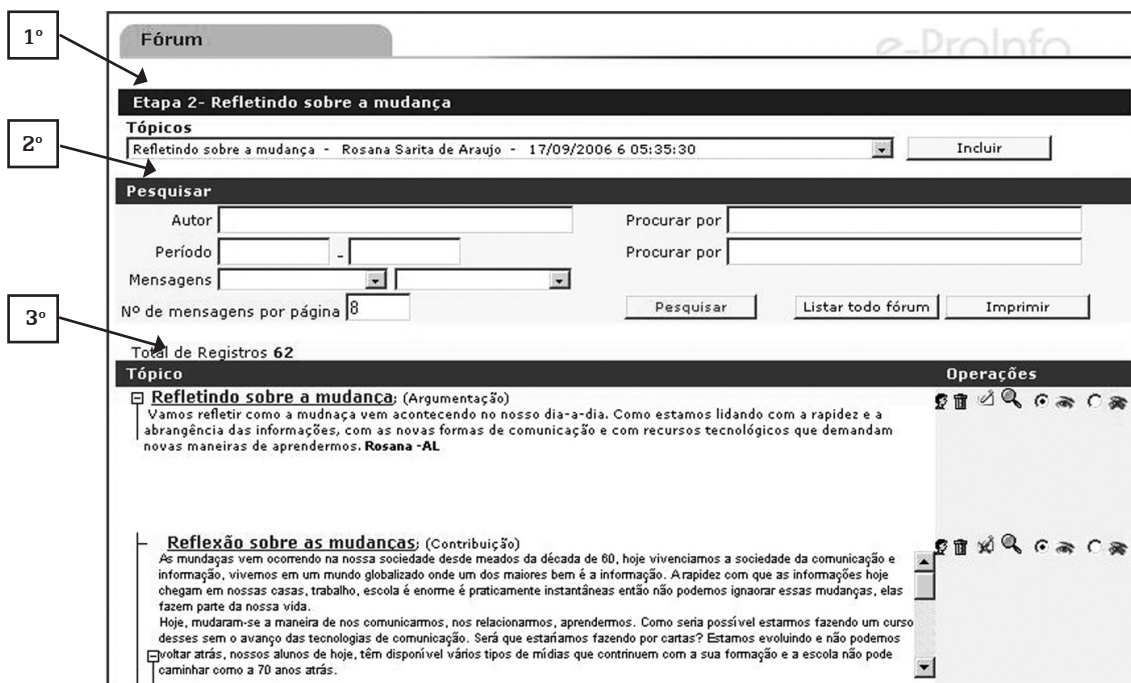 1º
Fórum
e-ProInfo
Etapa 2- Refletindo sobre a mudança
2º
Tópicos
Refletindo sobre a mudança - Rosana Sarita de Araujo - 17/09/2006 6 05:35:30
Incluir
Pesquisar
Autor
Procurar por
Período -
Procurar por
Mensagens
3º
Nº de mensagens por página 8
Pesquisar
Listar todo fórum
Imprimir
Total de Registros 62
Tópico
Operações
Refletindo sobre a mudança; (Argumentação)
Vamos refletir como a mudnaça vem acontecendo no nosso dia-a-dia. Como estamos lidando com a rapidez e a
abrangência das informações, com as novas formas de comunicação e com recursos tecnológicos que demandam
novas maneiras de aprendermos. Rosana -AL
Reflexão sobre as mudanças; (Contribuição)
As mundaças vem ocorrendo na nossa sociedade desde meados da década de 60, hoje vivenciamos a sociedade da comunicação e
informação, vivemos em um mundo globalizado onde um dos maiores bem é a informação. A rapidez com que as informações hoje
chegam em nossas casas, trabalho, escola é enorme é praticamente instantâneas então não podemos ignaorar essas mudanças, elas
fazem parte da nossa vida.
Hoje, mudaram-se a maneira de nos comunicarmos, nos relacionarmos, aprendermos. Como seria possível estarmos fazendo um curso
desses sem o avanço das tecnologias de comunicação. Será que estaríamos fazendo por cartas? Estamos evoluindo e não podemos
voltar atrás, nossos alunos de hoje, têm disponível vários tipos de mídias que contrinuem com a sua formação e a escola não pode
caminhar como a 70 anos atrás.